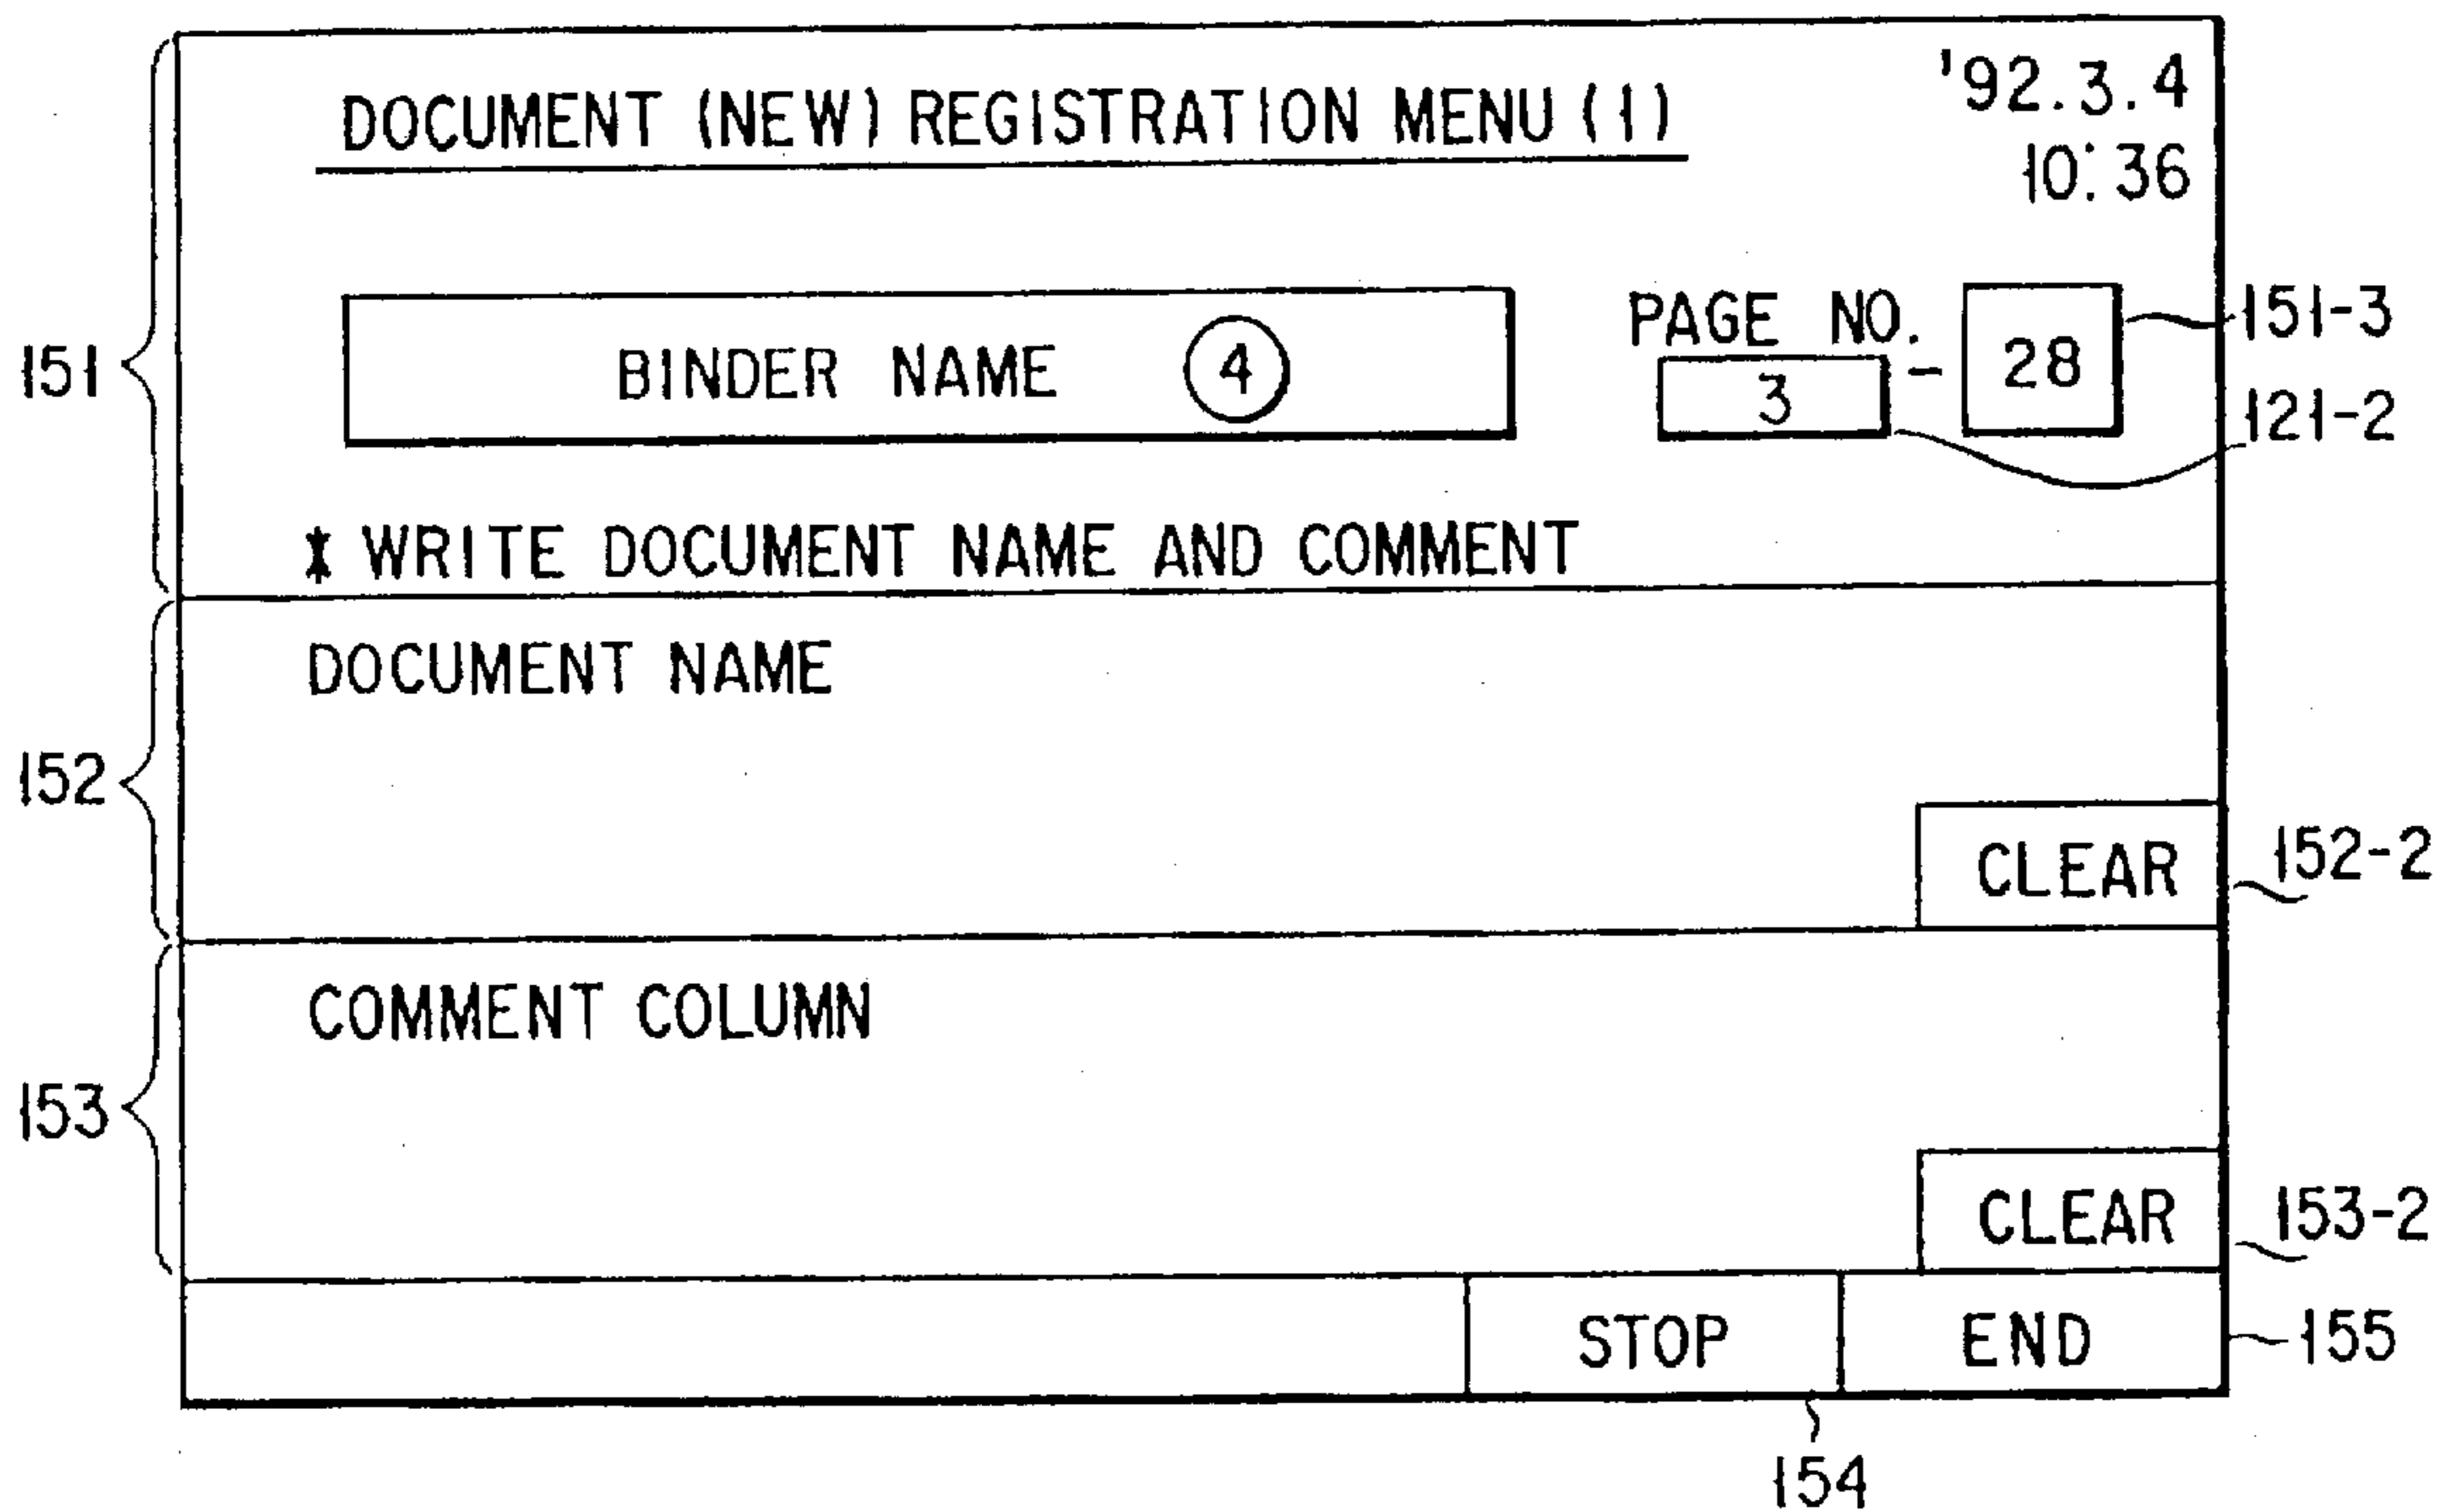 '92.3.4
DOCUMENT (NEW) REGISTRATION MENU (1)
10:36
151-3
PAGE NO.
151
BINDER NAME 4
3 - 28
121-2
* WRITE DOCUMENT NAME AND COMMENT
DOCUMENT NAME
152
CLEAR 152-2
COMMENT COLUMN
153
CLEAR 153-2
STOP END 155
154